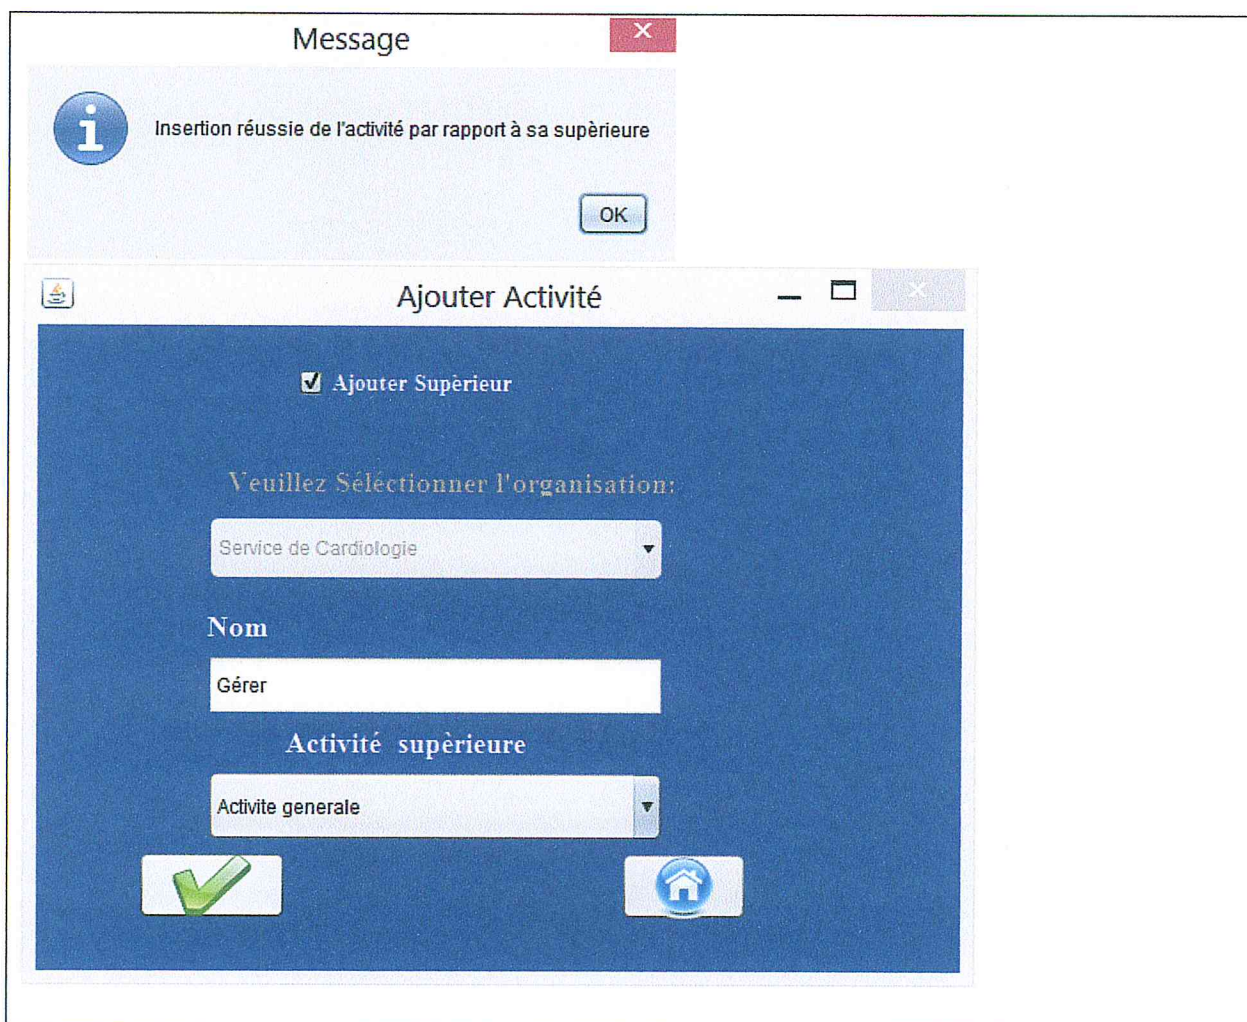 Message
Insertion réussie de l'activité par rapport à sa supèrieure
OK
Ajouter Activité
Ajouter Supèrieur
Veuillez Séléctionner l'organisation:
Service de Cardiologie
Nom
Gérer
Activité supèrieure
Activite generale